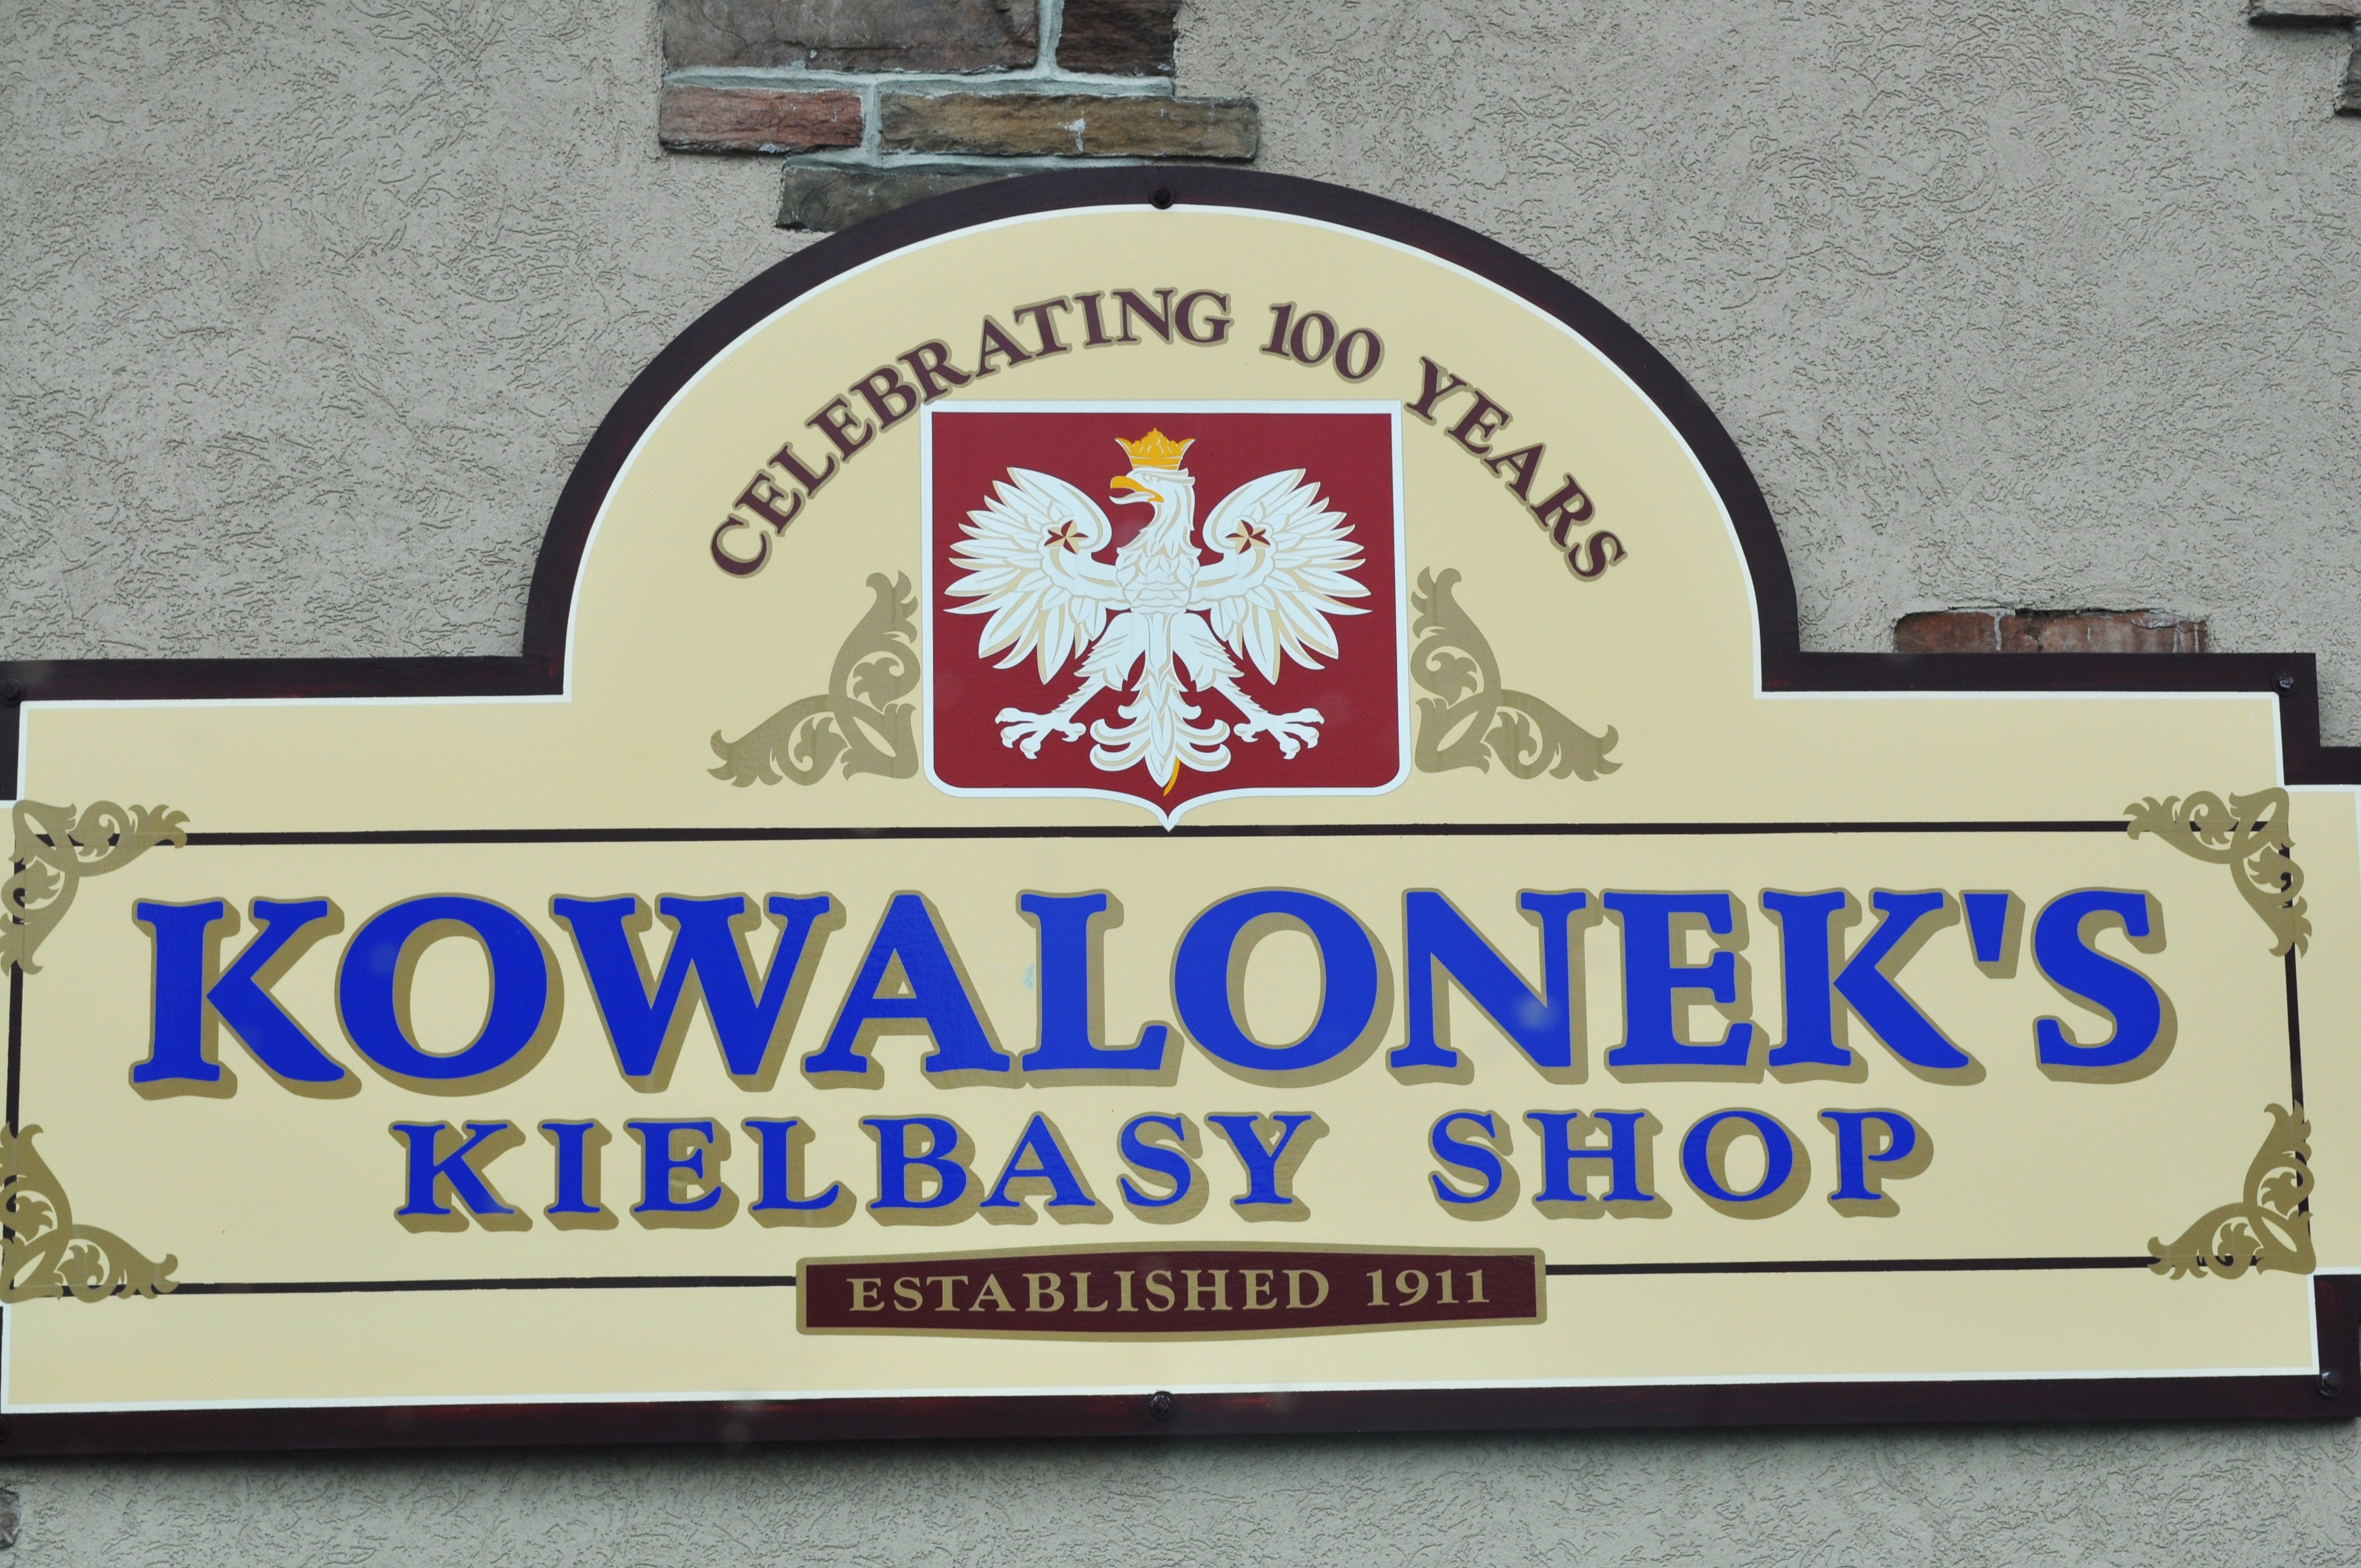 CELEBRATING 100 YEARS
KOWALONEK'S
KIELBASY SHOP
ESTABLISHED 1911